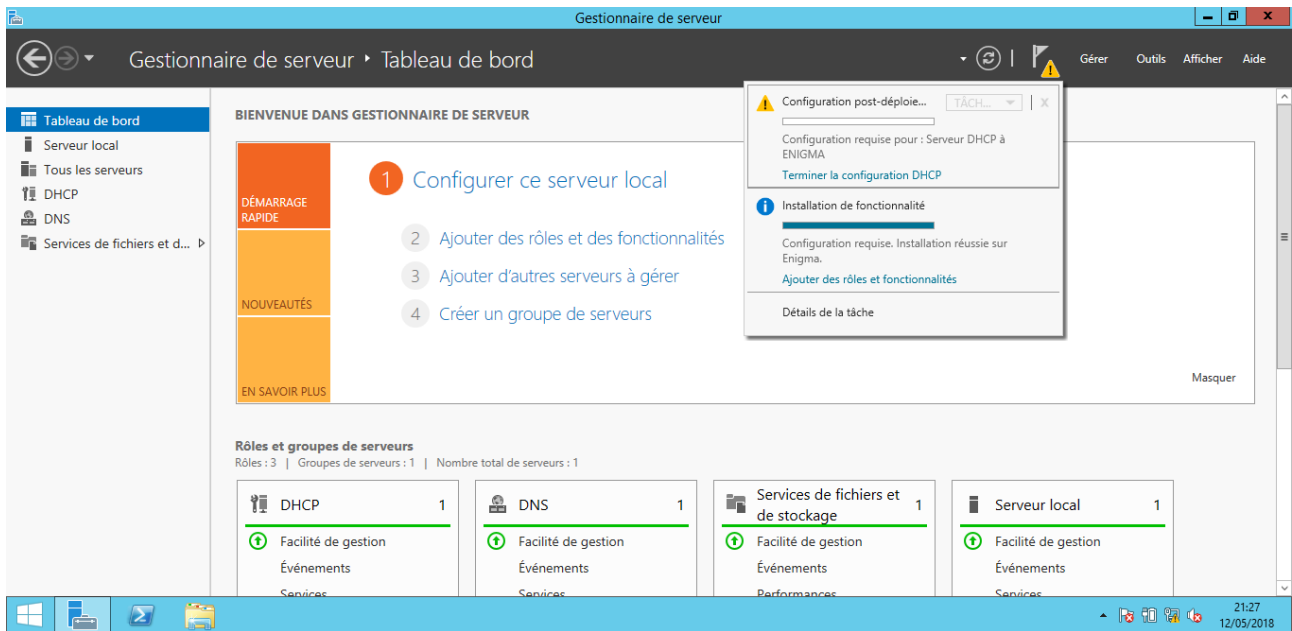 Gestionnaire de serveur
Gestionnaire de serveur ‣ Tableau de bord
Gérer Outils Afficher Aide
Tableau de bord
Serveur local
Tous les serveurs
DHCP
DNS
Services de fichiers et d...
BIENVENUE DANS GESTIONNAIRE DE SERVEUR
DÉMARRAGE
RAPIDE
NOUVEAUTÉS
EN SAVOIR PLUS
1 Configurer ce serveur local
2 Ajouter des rôles et des fonctionnalités
3 Ajouter d'autres serveurs à gérer
4 Créer un groupe de serveurs
Configuration post-déploie... TÂCH... X
Configuration requise pour : Serveur DHCP à
ENIGMA
Terminer la configuration DHCP
Installation de fonctionnalité
Configuration requise. Installation réussie sur
Enigma.
Ajouter des rôles et fonctionnalités
Détails de la tâche
Masquer
Rôles et groupes de serveurs
Rôles : 3 | Groupes de serveurs : 1 | Nombre total de serveurs : 1
DHCP 1
Facilité de gestion
Événements
Services
DNS 1
Facilité de gestion
Événements
Services
Services de fichiers et
de stockage 1
Facilité de gestion
Événements
Performances
Serveur local 1
Facilité de gestion
Événements
Services
21:27
12/05/2018